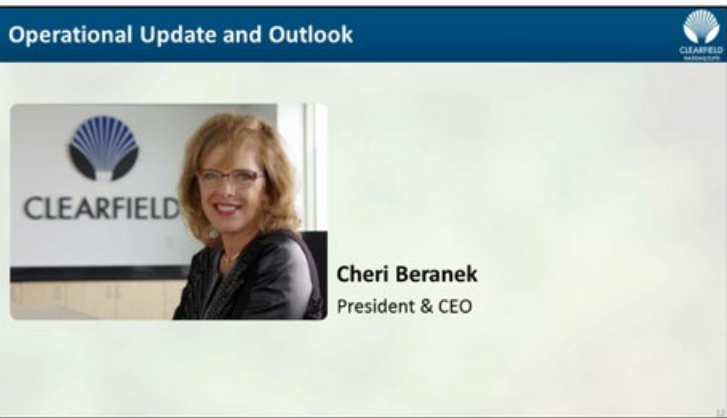 Operational Update and Outlook
CLEARFIELD
CLEARFIELD
Cheri Beranek
President & CEO